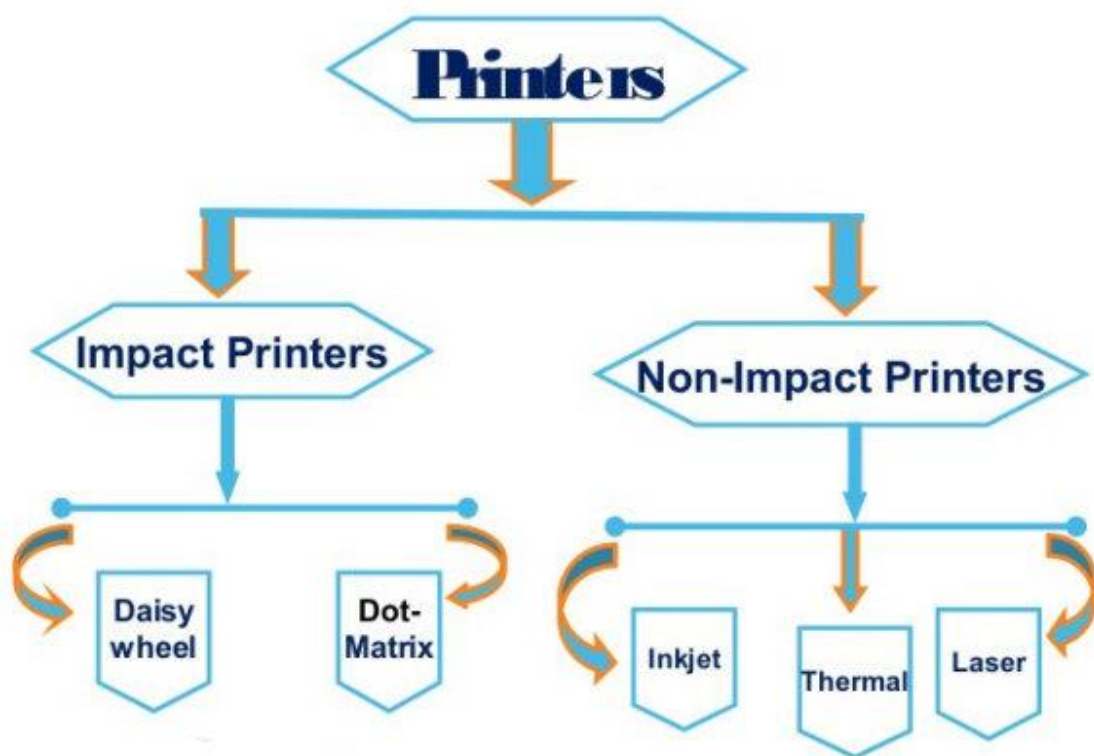 Printers
Impact Printers
Non-Impact Printers
Daisy
wheel
Dot-
Matrix
Inkjet
Thermal
Laser